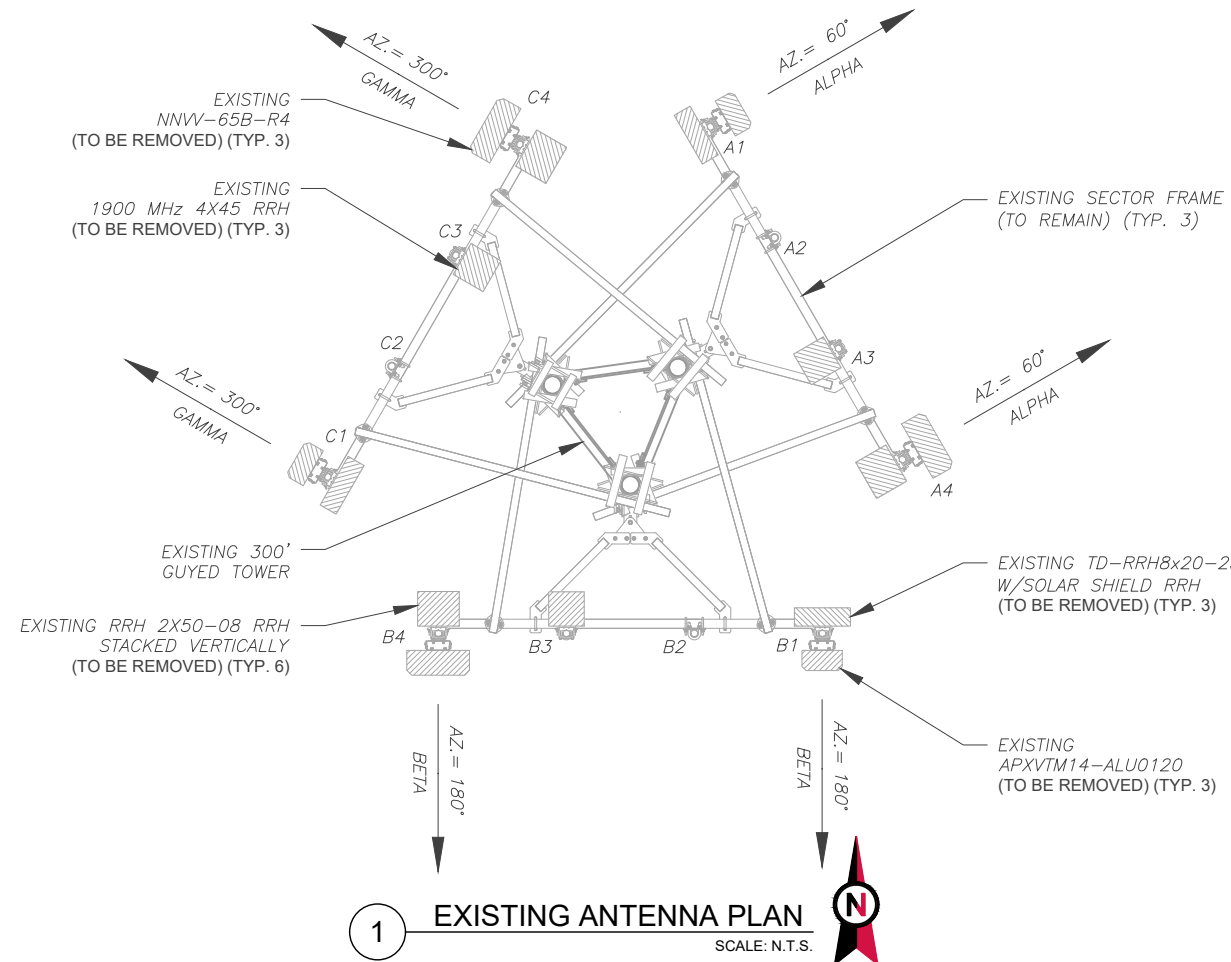 AZ.= 300°
GAMMA
AZ.= 60°
ALPHA
C4
A1
EXISTING
NNVV-65B-R4
(TO BE REMOVED) (TYP. 3)
EXISTING
1900 MHz 4X45 RRH
(TO BE REMOVED) (TYP. 3)
C3
A2
EXISTING SECTOR FRAME
(TO REMAIN) (TYP. 3)
C2
A3
AZ.= 300°
GAMMA
AZ.= 60°
ALPHA
C1
A4
EXISTING 300'
GUYED TOWER
EXISTING TD-RRH8x20-2
W/SOLAR SHIELD RRH
(TO BE REMOVED) (TYP. 3)
EXISTING RRH 2X50-08 RRH
STACKED VERTICALLY
(TO BE REMOVED) (TYP. 6)
B4
B3
B2
B1
AZ.= 180°
BETA
AZ.= 180°
BETA
EXISTING
APXVTM14-ALU0120
(TO BE REMOVED) (TYP. 3)
1
EXISTING ANTENNA PLAN
SCALE: N.T.S.
N